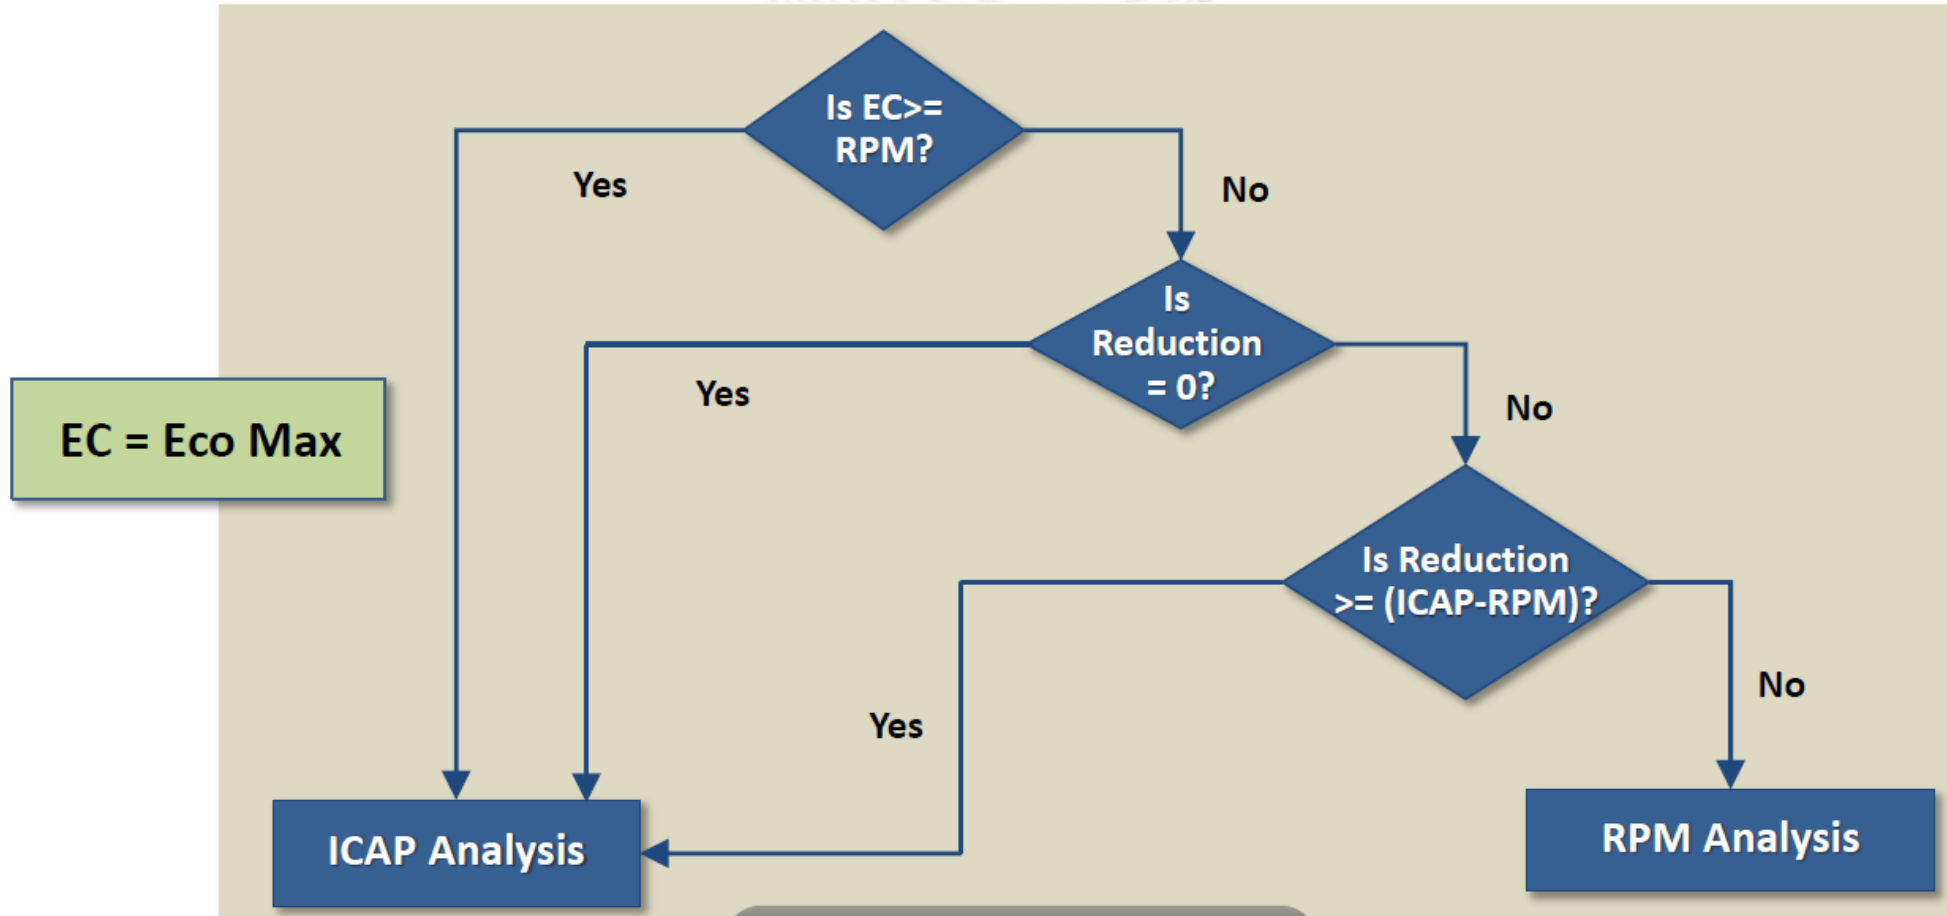 Is EC>=
RPM?
Yes
No
Is
Reduction
= 0?
Yes
No
EC = Eco Max
Is Reduction
>= (ICAP-RPM)?
Yes
No
ICAP Analysis
RPM Analysis